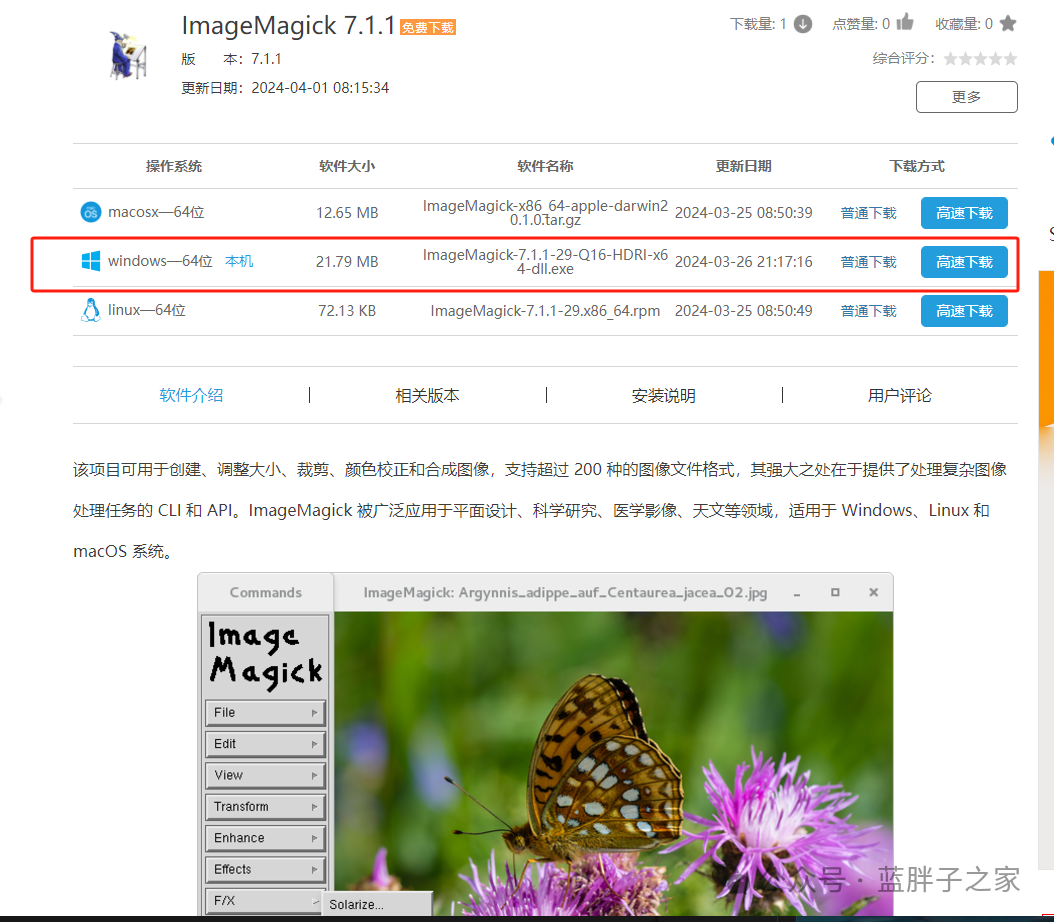 ImageMagick 7.1.1 免费下载
下载量: 1 点赞量: 0 收藏量: 0
版 本：7.1.1
综合评分：
更新日期：2024-04-01 08:15:34
更多
操作系统 软件大小 软件名称 更新日期 下载方式
macosx—64位 12.65 MB ImageMagick-x86_64-apple-darwin2
0.1.0.tar.gz 2024-03-25 08:50:39 普通下载 高速下载
windows—64位 本机 21.79 MB ImageMagick-7.1.1-29-Q16-HDRI-x6
4-dll.exe 2024-03-26 21:17:16 普通下载 高速下载
linux—64位 72.13 KB ImageMagick-7.1.1-29.x86_64.rpm 2024-03-25 08:50:49 普通下载 高速下载
软件介绍 | 相关版本 | 安装说明 | 用户评论
该项目可用于创建、调整大小、裁剪、颜色校正和合成图像，支持超过 200 种的图像文件格式，其强大之处在于提供了处理复杂图像
处理任务的 CLI 和 API。ImageMagick 被广泛应用于平面设计、科学研究、医学影像、天文等领域，适用于 Windows、Linux 和
macOS 系统。
Commands ImageMagick: Argynnis_adippe_auf_Centaurea_jacea_02.jpg
Image
Magick
File
Edit
View
Transform
Enhance
Effects
F/X
Solarize...
众号 · 蓝胖子之家